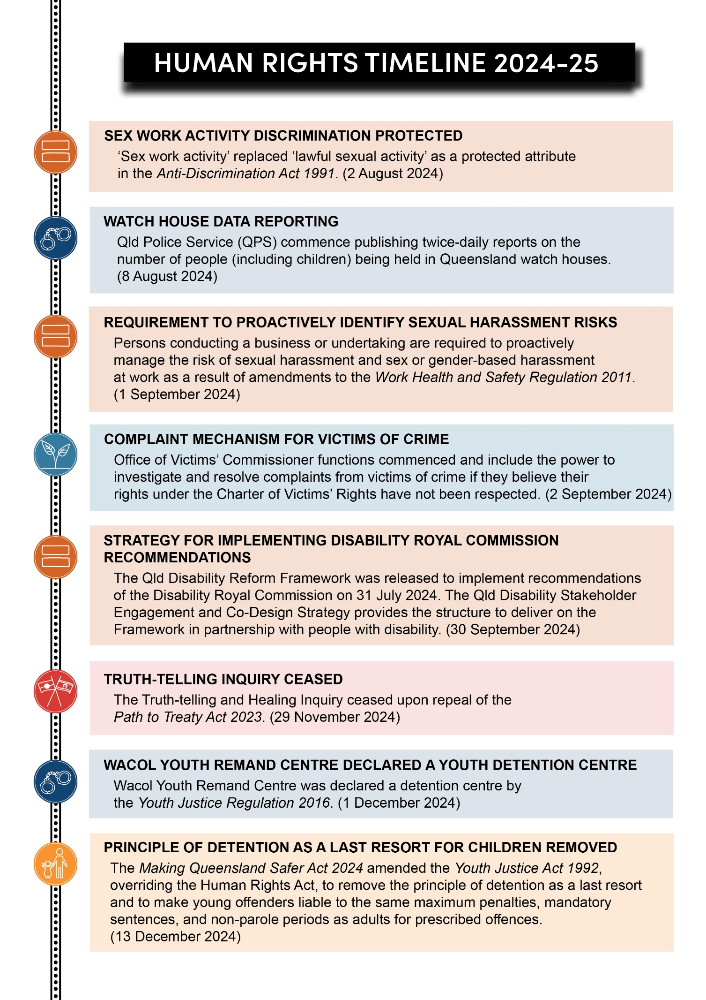 HUMAN RIGHTS TIMELINE 2024-25
SEX WORK ACTIVITY DISCRIMINATION PROTECTED
‘Sex work activity’ replaced ‘lawful sexual activity’ as a protected attribute
in the Anti-Discrimination Act 1991. (2 August 2024)
WATCH HOUSE DATA REPORTING
Qld Police Service (QPS) commence publishing twice-daily reports on the
number of people (including children) being held in Queensland watch houses.
(8 August 2024)
REQUIREMENT TO PROACTIVELY IDENTIFY SEXUAL HARASSMENT RISKS
Persons conducting a business or undertaking are required to proactively
manage the risk of sexual harassment and sex or gender-based harassment
at work as a result of amendments to the Work Health and Safety Regulation 2011.
(1 September 2024)
COMPLAINT MECHANISM FOR VICTIMS OF CRIME
Office of Victims’ Commissioner functions commenced and include the power to
investigate and resolve complaints from victims of crime if they believe their
rights under the Charter of Victims’ Rights have not been respected. (2 September 2024)
STRATEGY FOR IMPLEMENTING DISABILITY ROYAL COMMISSION
RECOMMENDATIONS
The Qld Disability Reform Framework was released to implement recommendations
of the Disability Royal Commission on 31 July 2024. The Qld Disability Stakeholder
Engagement and Co-Design Strategy provides the structure to deliver on the
Framework in partnership with people with disability. (30 September 2024)
TRUTH-TELLING INQUIRY CEASED
The Truth-telling and Healing Inquiry ceased upon repeal of the
Path to Treaty Act 2023. (29 November 2024)
WACOL YOUTH REMAND CENTRE DECLARED A YOUTH DETENTION CENTRE
Wacol Youth Remand Centre was declared a detention centre by
the Youth Justice Regulation 2016. (1 December 2024)
PRINCIPLE OF DETENTION AS A LAST RESORT FOR CHILDREN REMOVED
The Making Queensland Safer Act 2024 amended the Youth Justice Act 1992,
overriding the Human Rights Act, to remove the principle of detention as a last resort
and to make young offenders liable to the same maximum penalties, mandatory
sentences, and non-parole periods as adults for prescribed offences.
(13 December 2024)